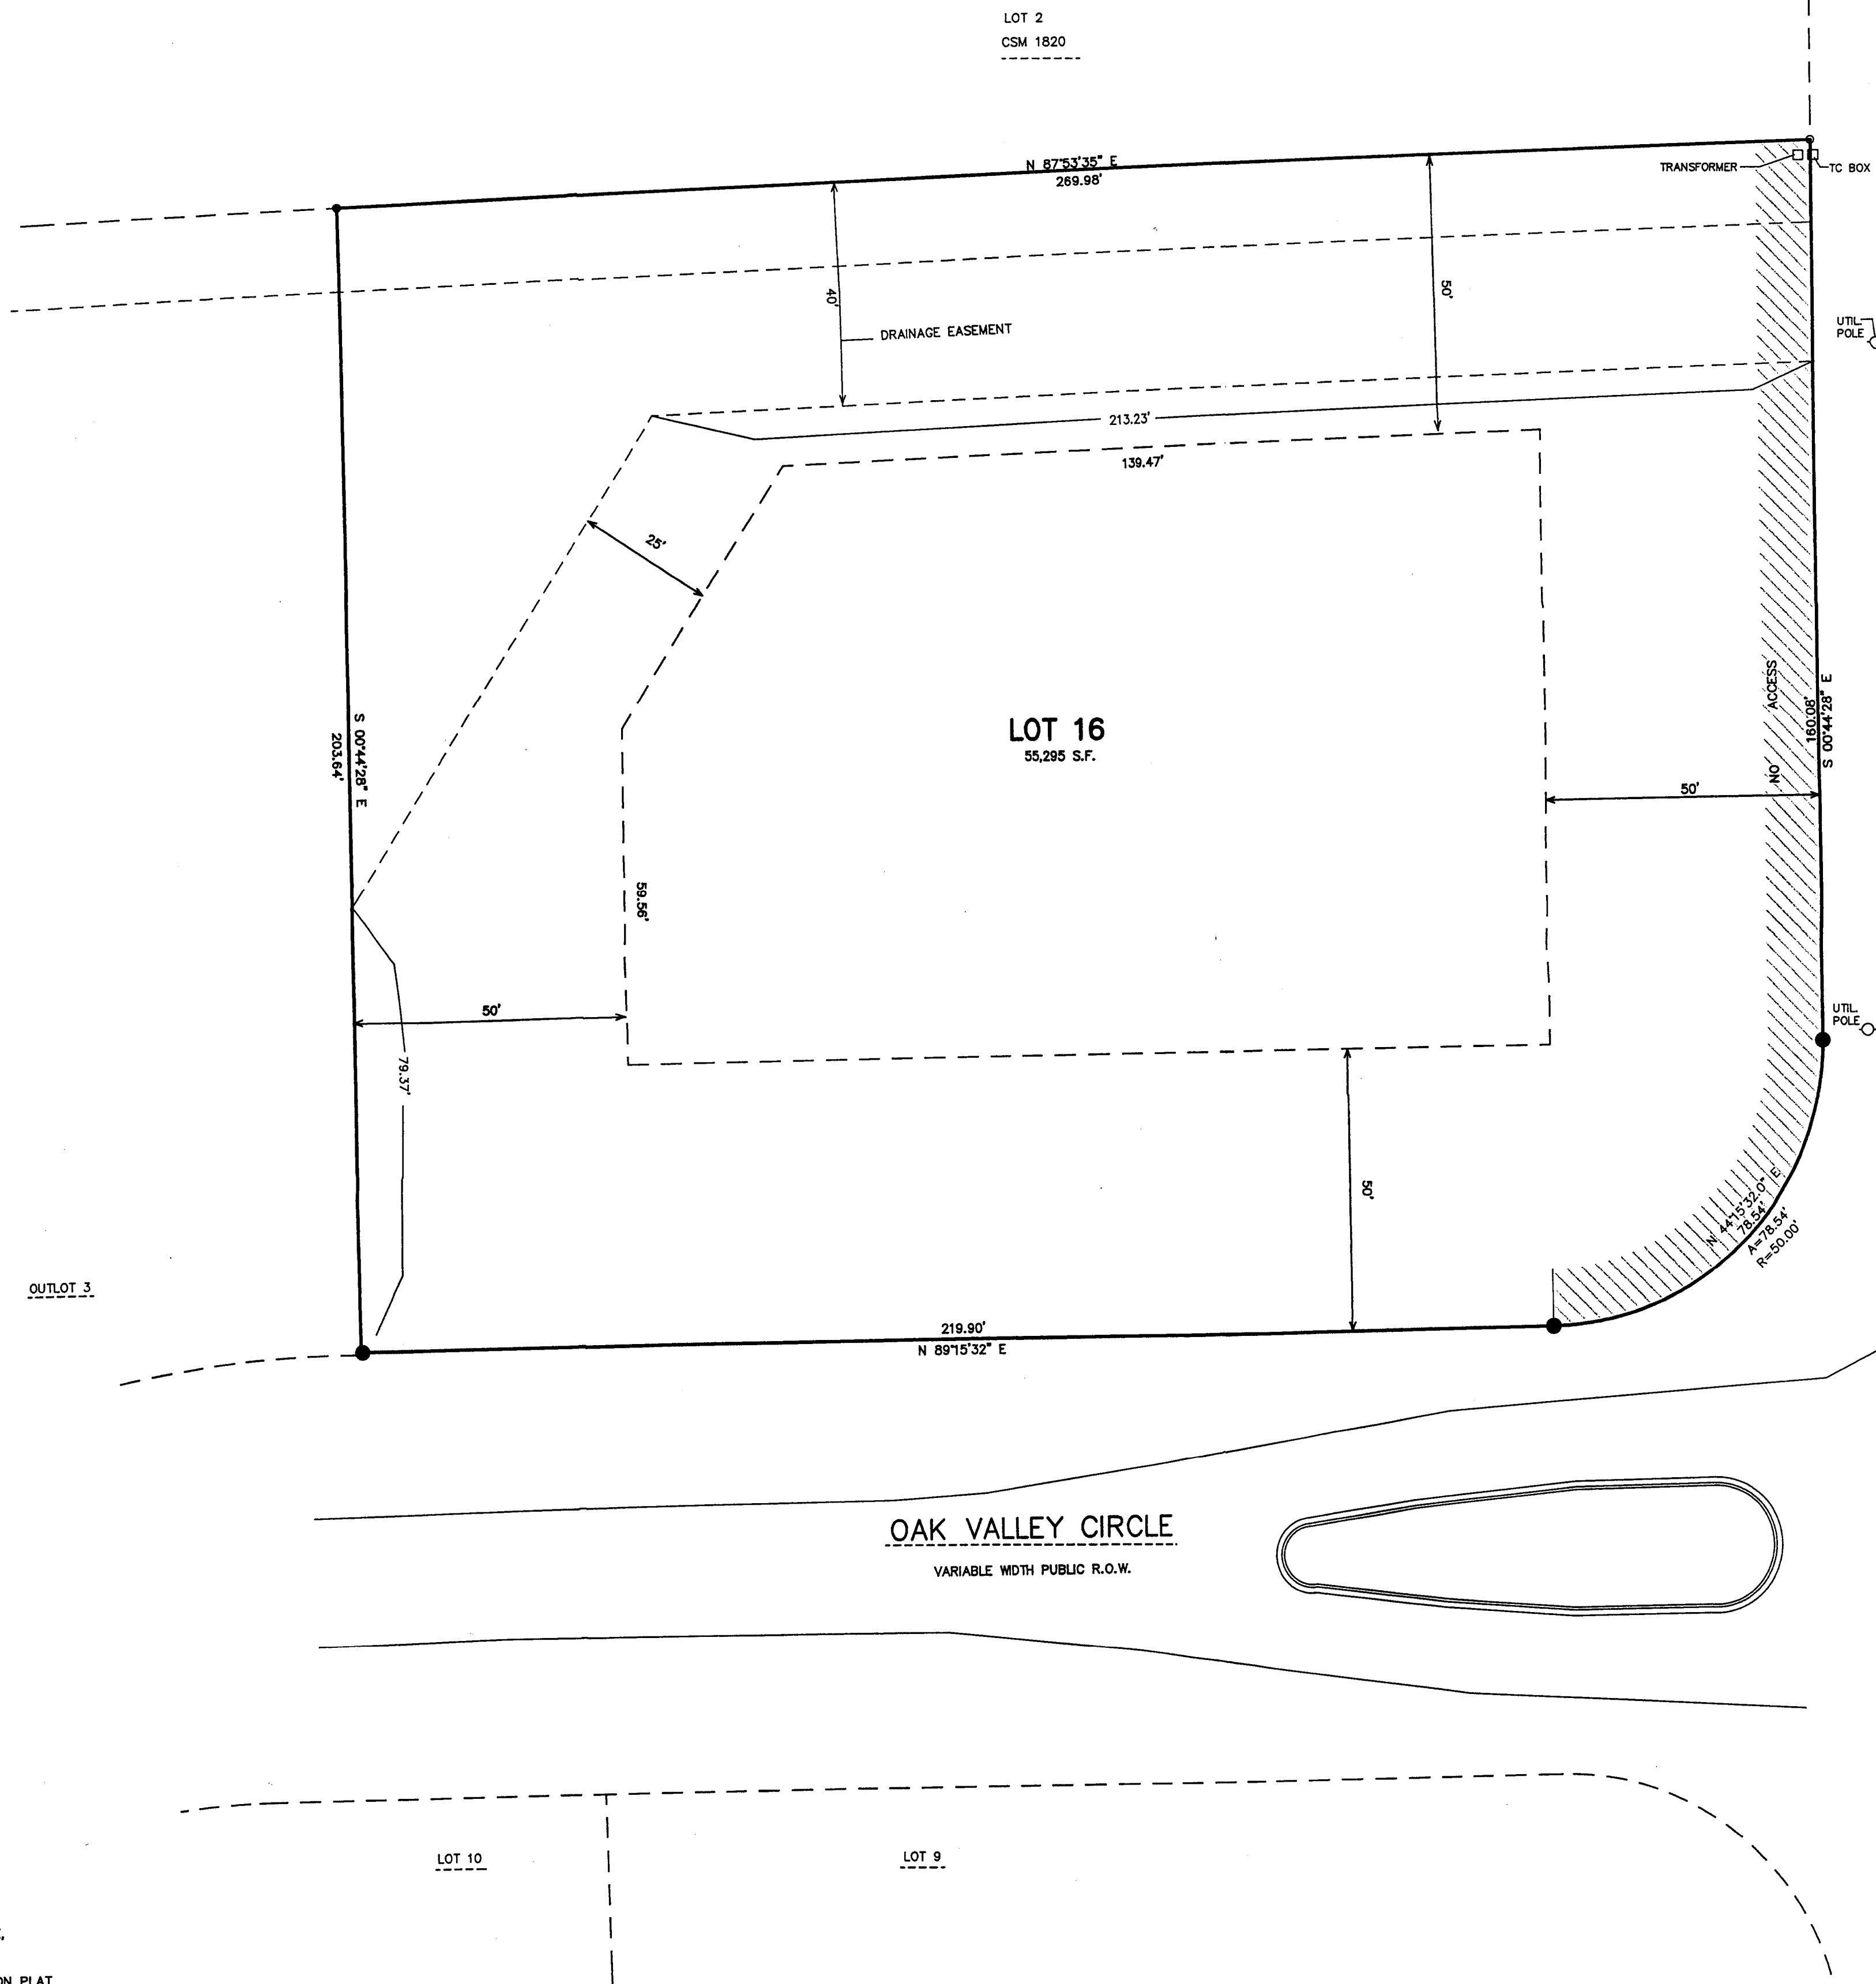 LOT 2
CSM 1820
N 87°53'35" E
269.98'
TRANSFORMER
TC BOX
40'
50'
UTIL.
POLE
DRAINAGE EASEMENT
213.23'
139.47'
25'
LOT 16
55,295 S.F.
NO ACCESS
160.08'
S 00°44'28" E
S 00°44'28" E
203.64'
50'
59.56'
50'
UTIL.
POLE
79.37'
50'
N 44°15'32.0" E
78.54'
A=78.54'
R=50.00'
OUTLOT 3
219.90'
N 89°15'32" E
OAK VALLEY CIRCLE
VARIABLE WIDTH PUBLIC R.O.W.
LOT 10
LOT 9
PLAT